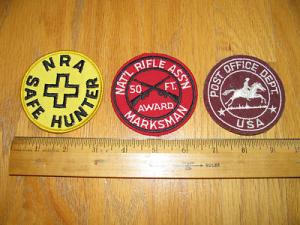 NRA
SAFE HUNTER
NAT'L RIFLE ASS'N
50 FT.
AWARD
MARKSMAN
POST OFFICE DEPT
USA